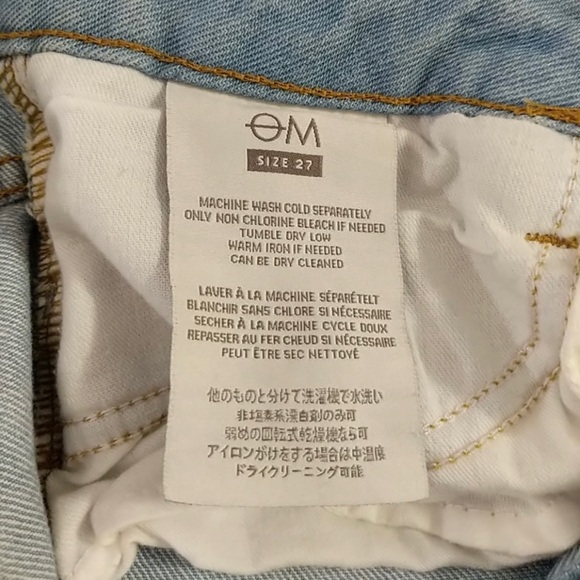 OM
SIZE 27
MACHINE WASH COLD SEPARATELY
ONLY NON CHLORINE BLEACH IF NEEDED
TUMBLE DRY LOW
WARM IRON IF NEEDED
CAN BE DRY CLEANED
LAVER À LA MACHINE SÉPARÉTELT
BLANCHIR SANS CHLORE SI NÉCESSAIRE
SECHER À LA MACHINE CYCLE DOUX
REPASSER AU FER CHEUD SI NÉCESSAIRE
PEUT ÊTRE SEC NETTOYÉ
他のものと分けて洗濯機で水洗い
非塩素系漂白剤のみ可
弱めの回転式乾燥機なら可
アイロンがけをする場合は中温度
ドライクリーニング可能